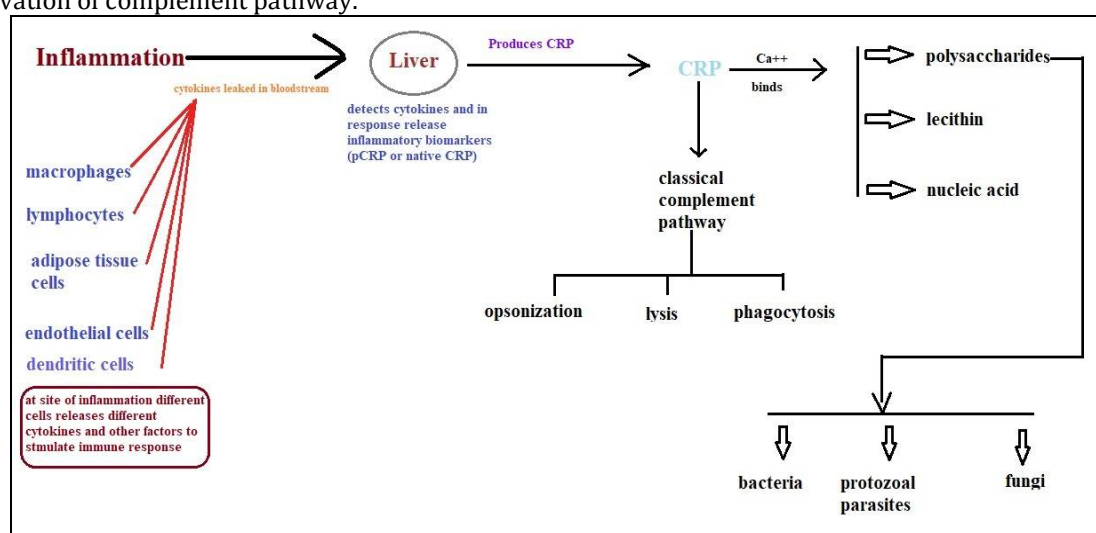 vation of complement pathway.
Inflammation
cytokines leaked in bloodstream
macrophages
lymphocytes
adipose tissue
cells
endothelial cells
dendritic cells
at site of inflammation different
cells releases different
cytokines and other factors to
stmulate immune response
Liver
detects cytokines and in
response release
inflammatory biomarkers
(pCRP or native CRP)
Produces CRP
CRP
Ca++
binds
polysaccharides
lecithin
nucleic acid
classical
complement
pathway
opsonization
lysis
phagocytosis
bacteria
protozoal
parasites
fungi